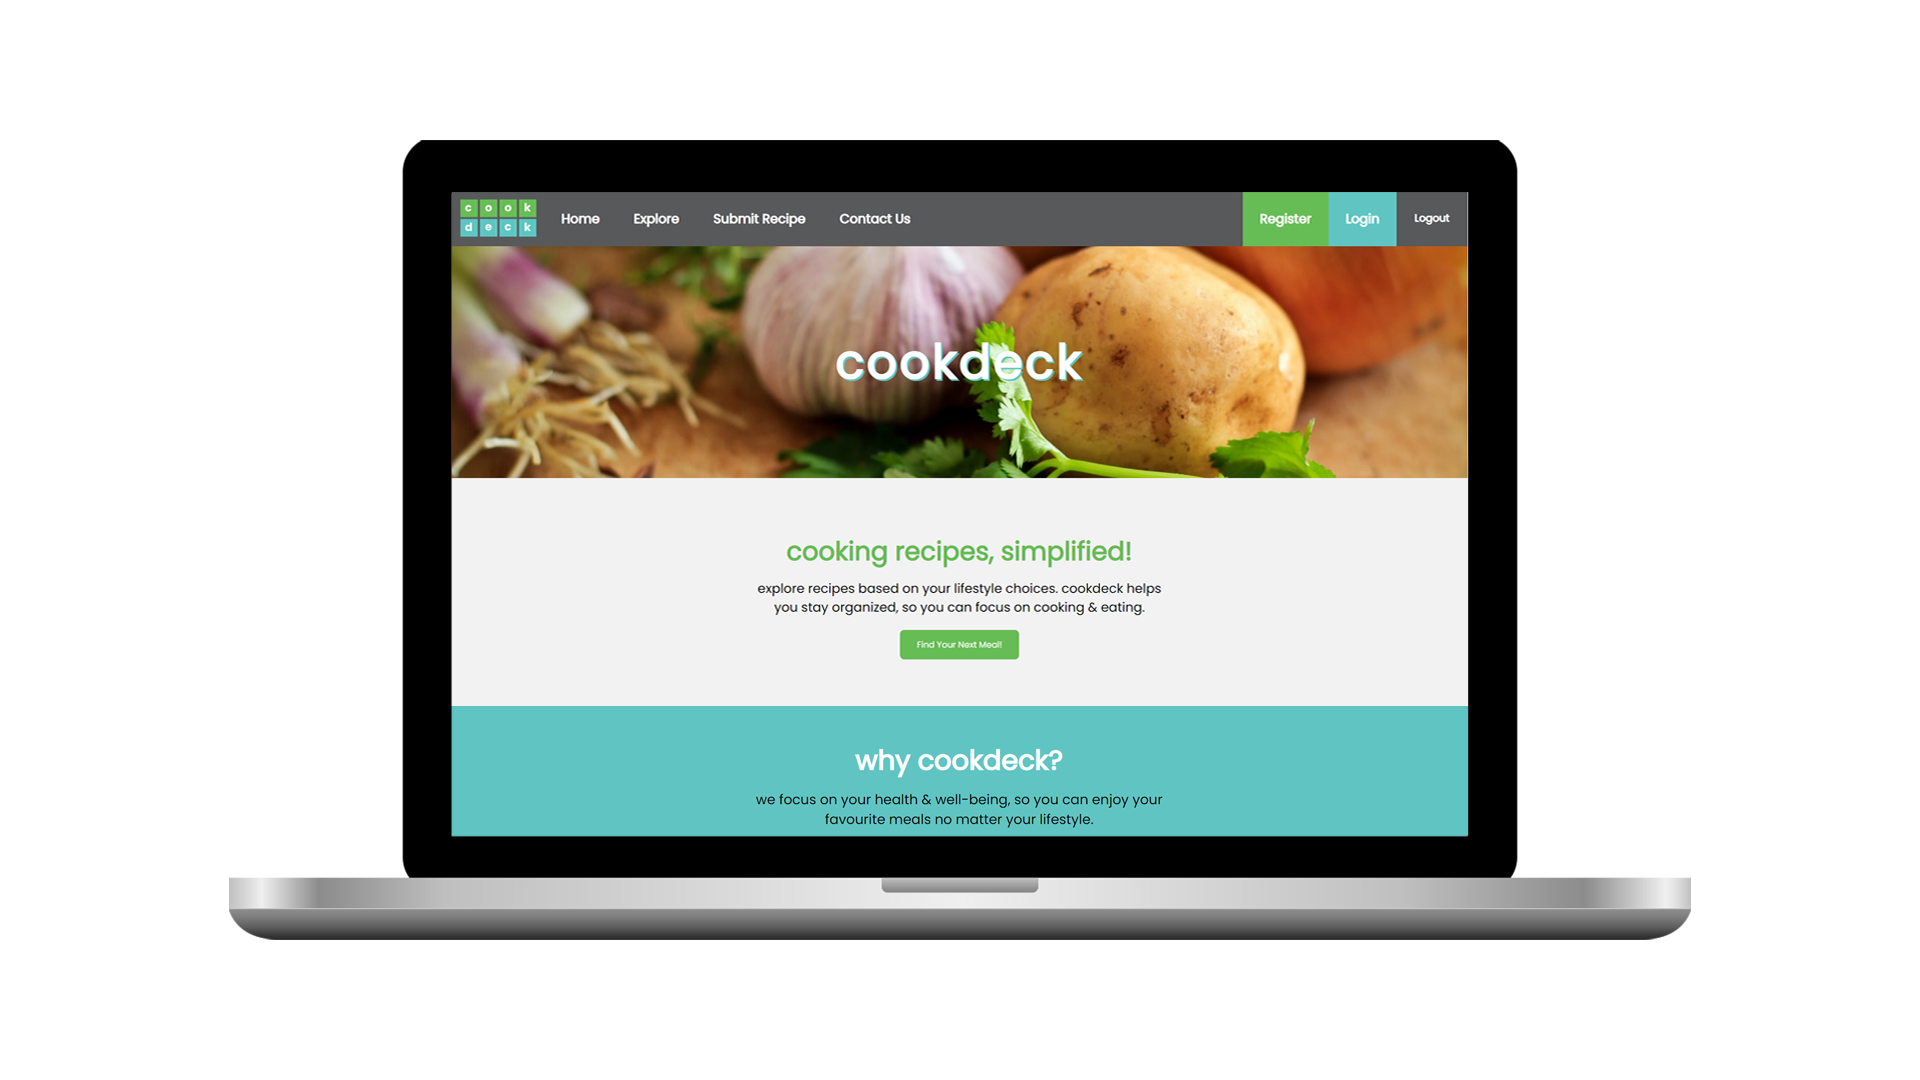 cook
deck
Home Explore Submit Recipe Contact Us Register Login Logout
cookdeck
cooking recipes, simplified!
explore recipes based on your lifestyle choices. cookdeck helps
you stay organized, so you can focus on cooking & eating.
Find Your Next Meal!
why cookdeck?
we focus on your health & well-being, so you can enjoy your
favourite meals no matter your lifestyle.